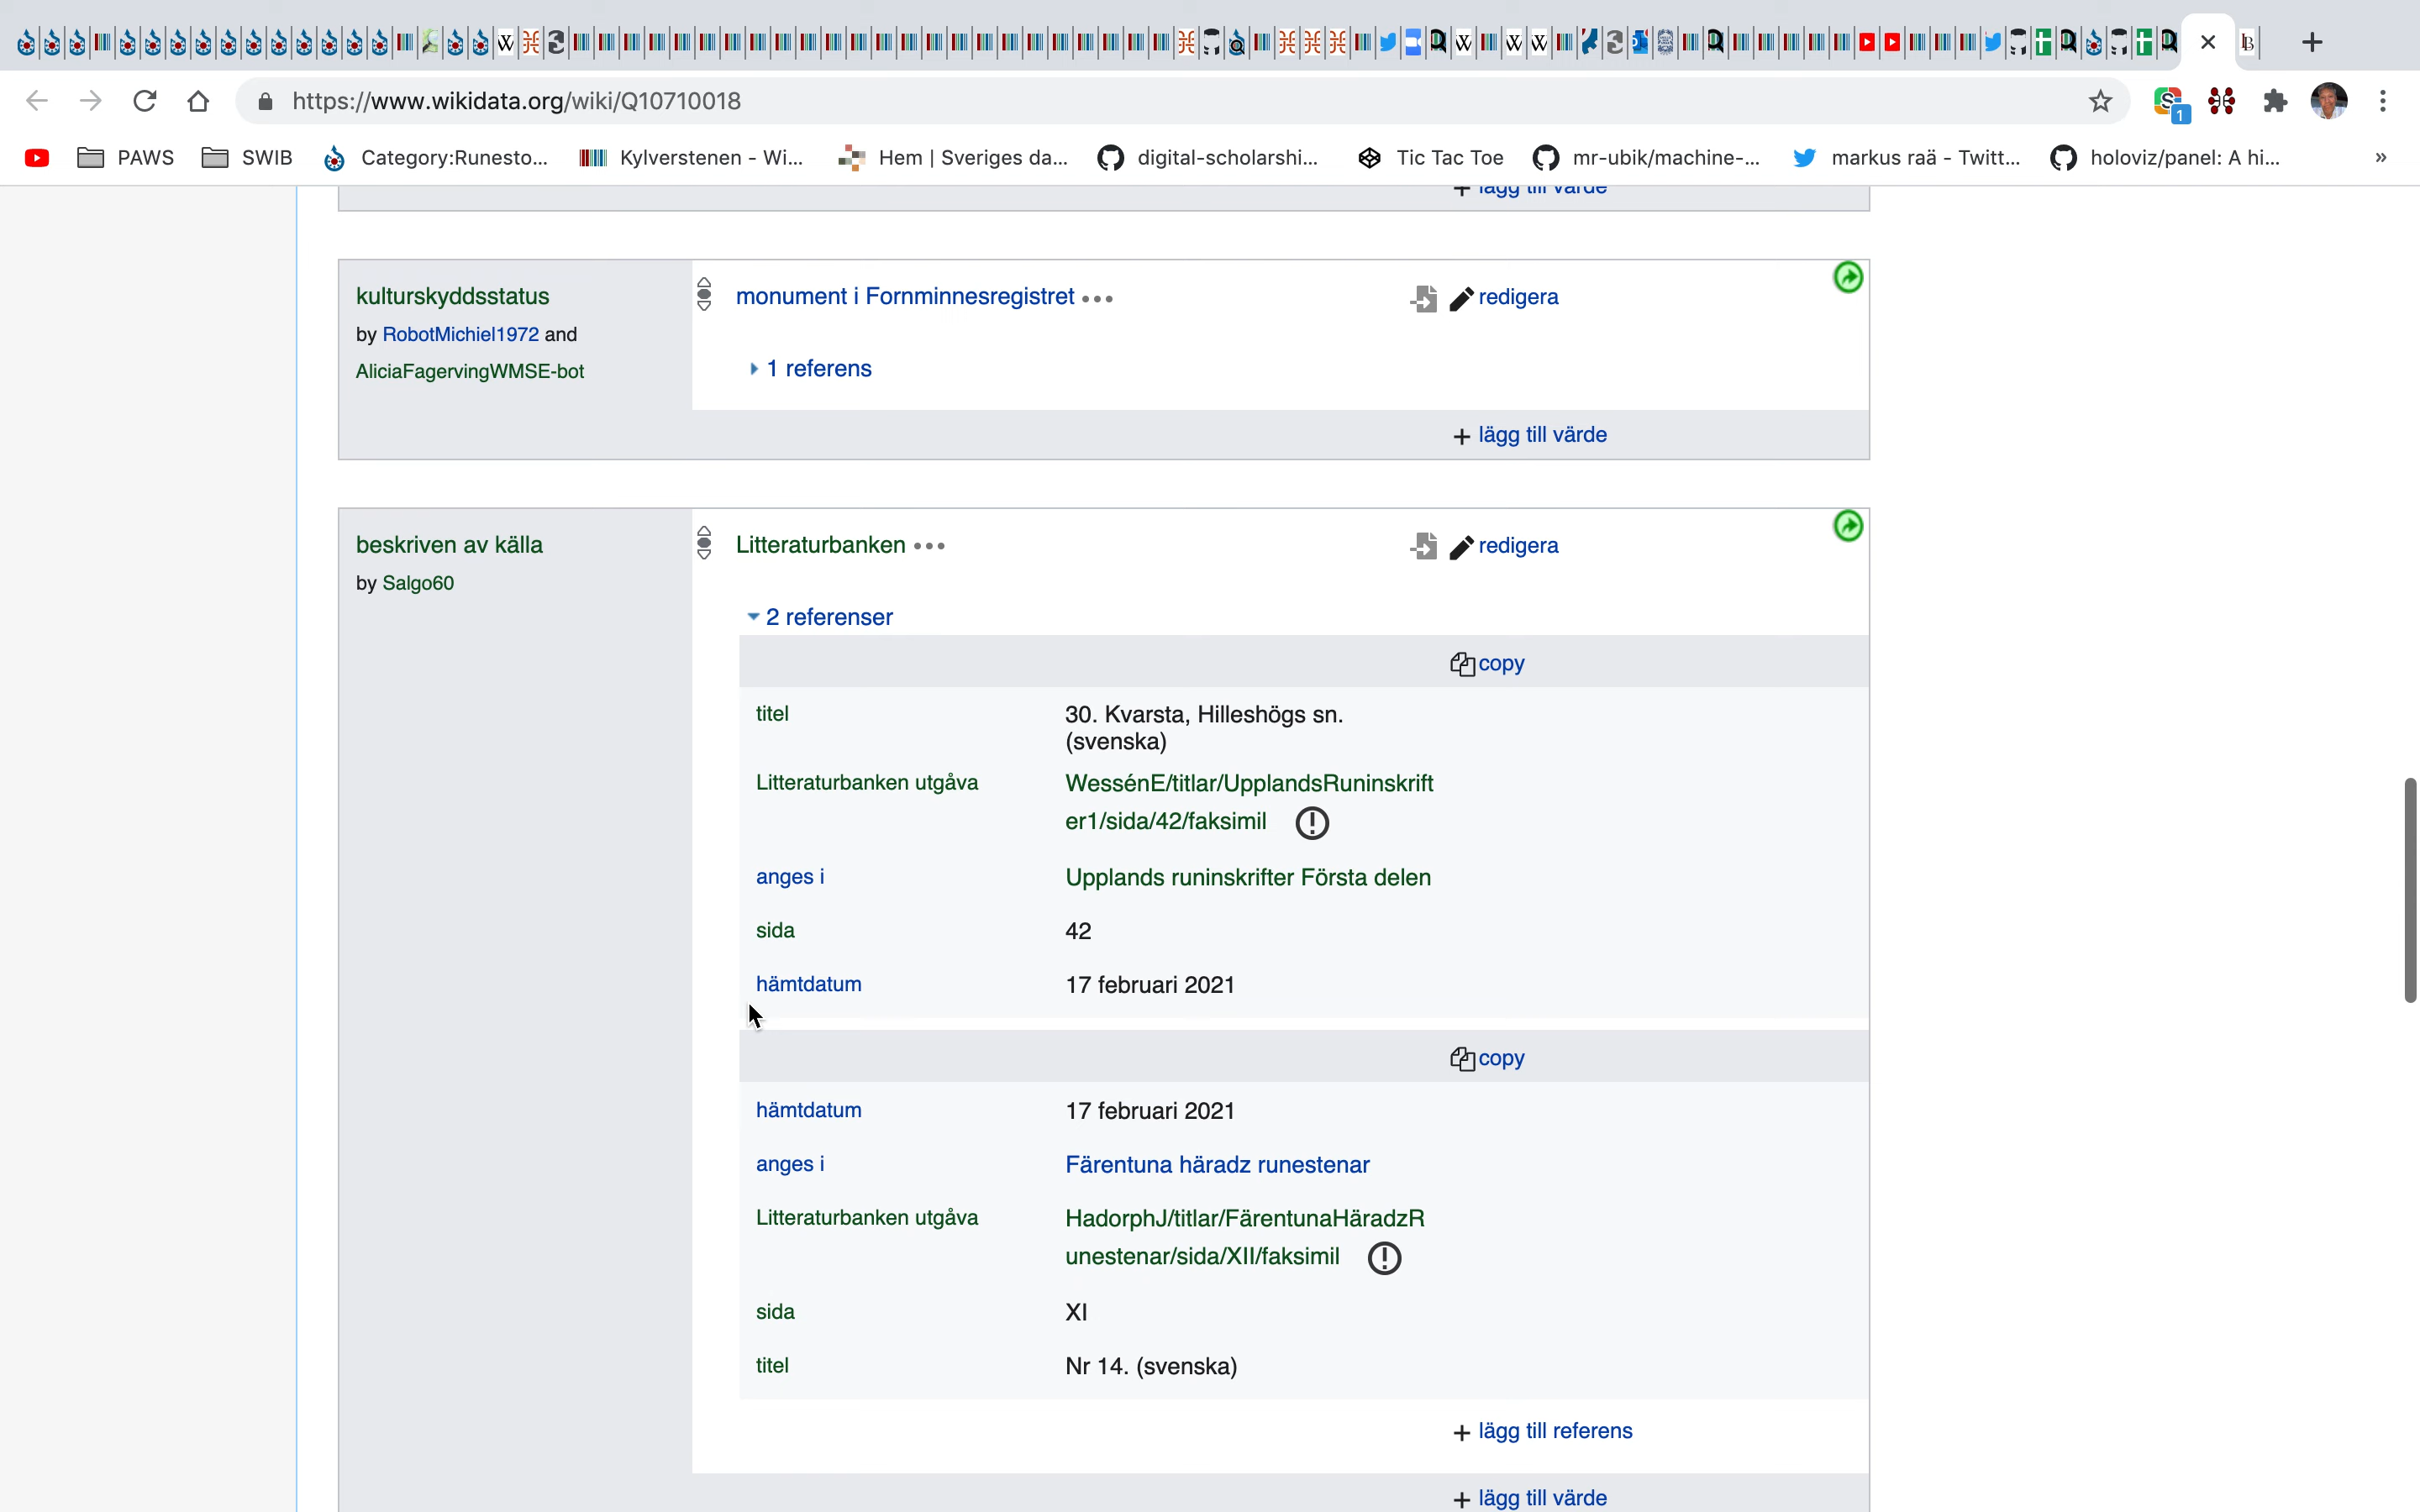 https://www.wikidata.org/wiki/Q10710018
1
PAWS SWIB Category:Runesto... Kylverstenen - Wi... Hem | Sveriges da... digital-scholarshi... Tic Tac Toe mr-ubik/machine-... markus raä - Twitt... holoviz/panel: A hi... »
+ lägg till värde
kulturskyddsstatus monument i Fornminnesregistret ••• redigera
by RobotMichiel1972 and
AliciaFagervingWMSE-bot 1 referens
+ lägg till värde
beskriven av källa Litteraturbanken ••• redigera
by Salgo60
2 referenser
copy
titel 30. Kvarsta, Hilleshögs sn.
(svenska)
Litteraturbanken utgåva WessénE/titlar/UpplandsRuninskrift
er1/sida/42/faksimil
anges i Upplands runinskrifter Första delen
sida 42
hämtdatum 17 februari 2021
copy
hämtdatum 17 februari 2021
anges i Färentuna häradz runestenar
Litteraturbanken utgåva HadorphJ/titlar/FärentunaHäradzR
unestenar/sida/XII/faksimil
sida XI
titel Nr 14. (svenska)
+ lägg till referens
+ lägg till värde